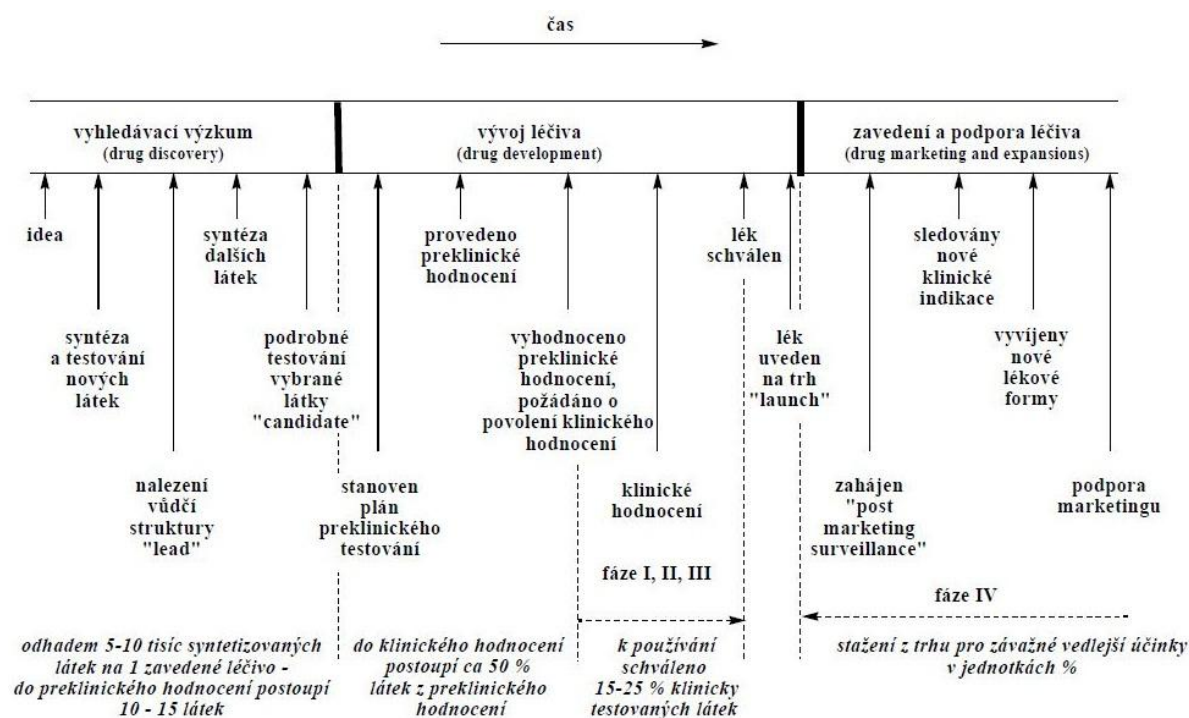 čas
vyhledávací výzkum
(drug discovery)
vývoj léčiva
(drug development)
zavedení a podpora léčiva
(drug marketing and expansions)
idea
syntéza
a testování
nových
látek
nalezení
vůdčí
struktury
"lead"
syntéza
dalších
látek
podrobné
testování
vybrané
látky
"candidate"
stanoven
plán
preklinického
testování
provedeno
preklinické
hodnocení
vyhodnoceno
preklinické
hodnocení,
požádáno o
povolení klinického
hodnocení
klinické
hodnocení
lék
schválen
lék
uveden
na trh
"launch"
zahájen
"post
marketing
surveillance"
sledovány
nové
klinické
indikace
vyvíjeny
nové
lékové
formy
podpora
marketingu
fáze I, II, III
fáze IV
odhadem 5-10 tisíc syntetizovaných
látek na 1 zavedené léčivo -
do preklinického hodnocení postoupí
10 - 15 látek
do klinického hodnocení
postoupí ca 50 %
látek z preklinického
hodnocení
k používání
schváleno
15-25 % klinicky
testovaných látek
stažení z trhu pro závažné vedlejší účinky
v jednotkách %